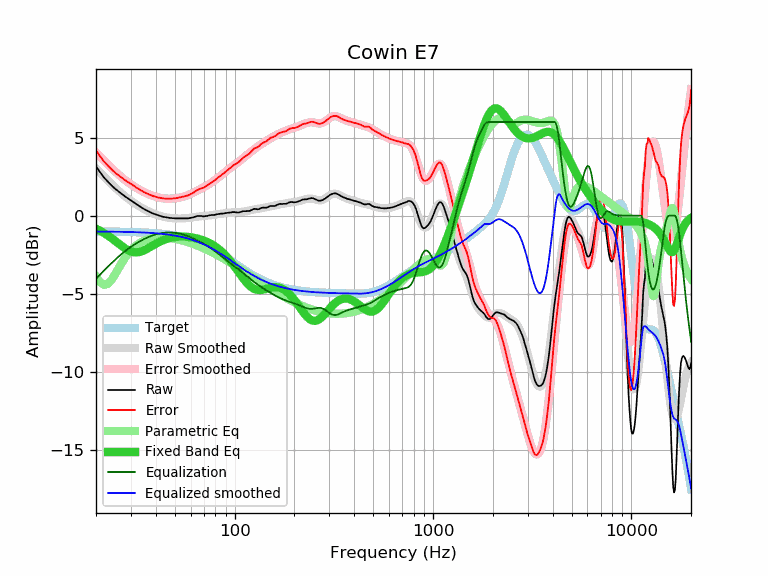 Cowin E7
Amplitude (dBr)
5
0
−5
−10
−15
Target
Raw Smoothed
Error Smoothed
Raw
Error
Parametric Eq
Fixed Band Eq
Equalization
Equalized smoothed
100
1000
10000
Frequency (Hz)